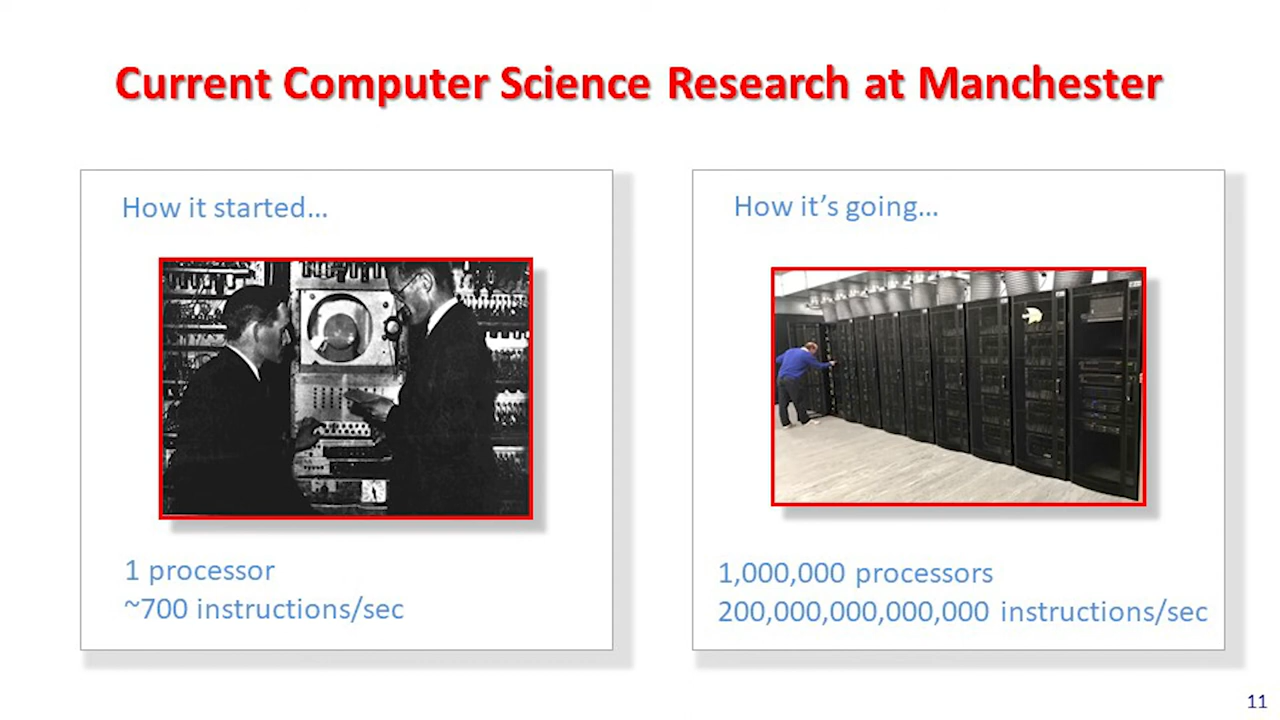 Current Computer Science Research at Manchester
How it started...
How it's going...
1 processor
~700 instructions/sec
1,000,000 processors
200,000,000,000,000 instructions/sec
11